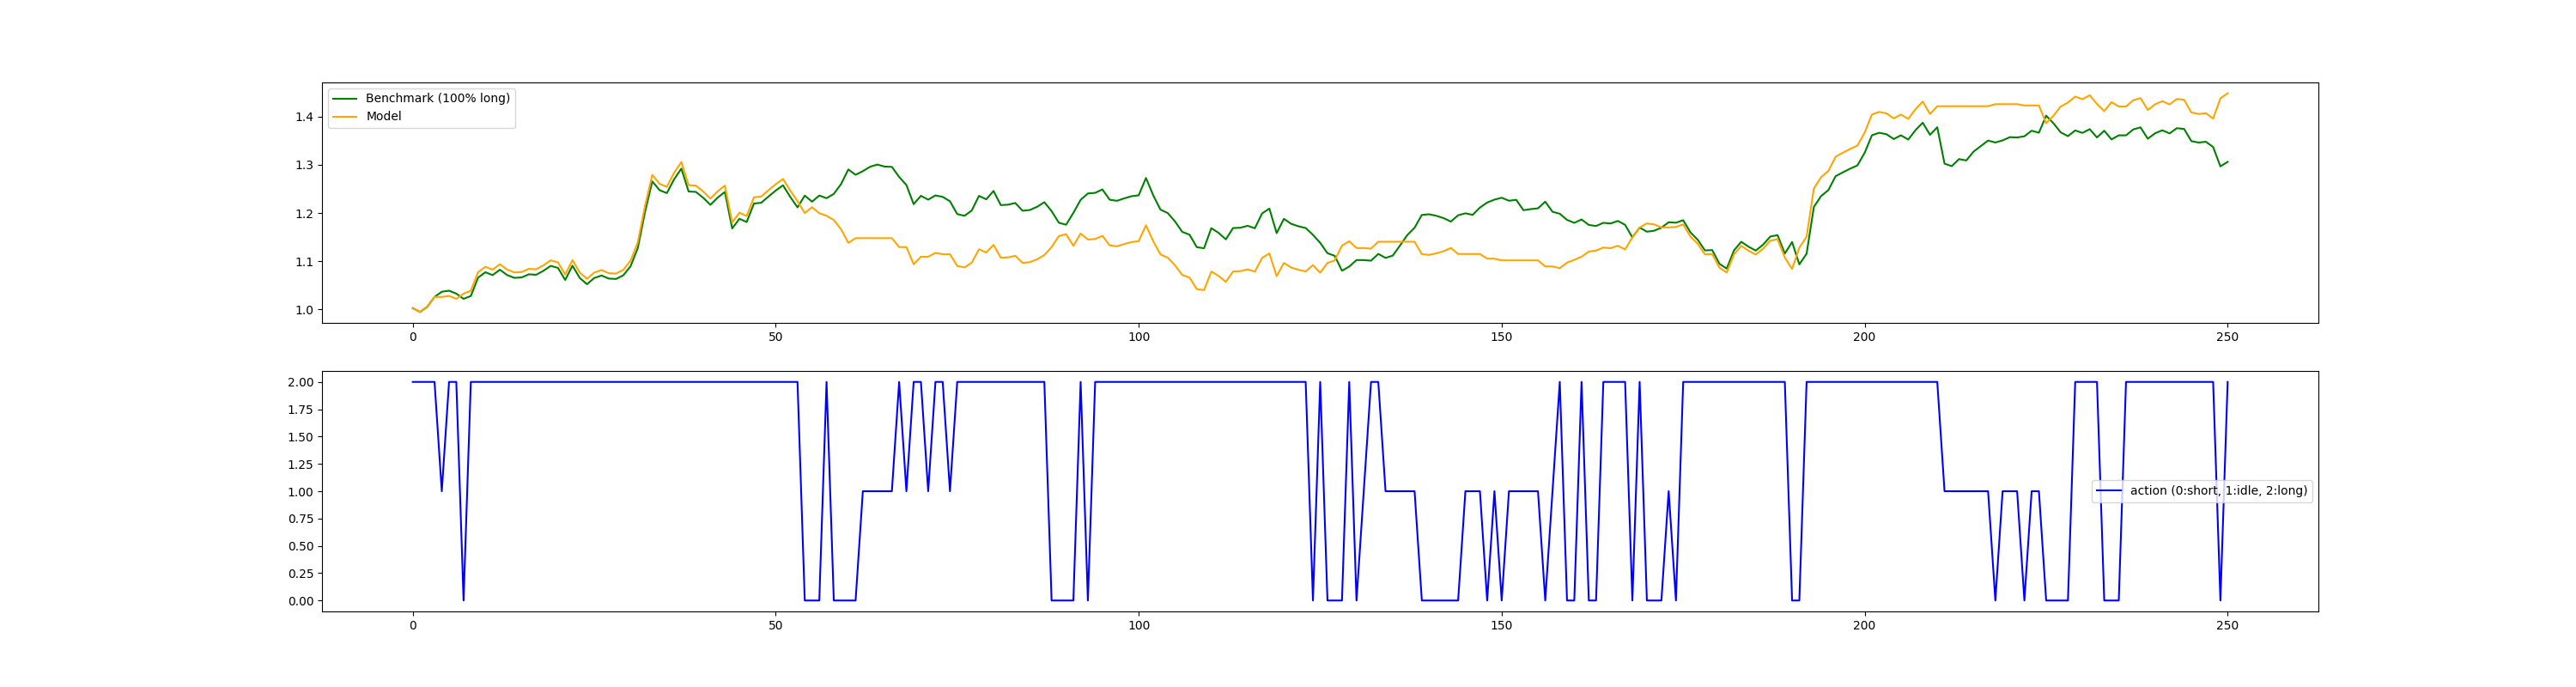 Benchmark (100% long)
Model
1.4
1.3
1.2
1.1
1.0
0 50 100 150 200 250
2.00
1.75
1.50
1.25
1.00
0.75
0.50
0.25
0.00
action (0:short, 1:idle, 2:long)
0 50 100 150 200 250